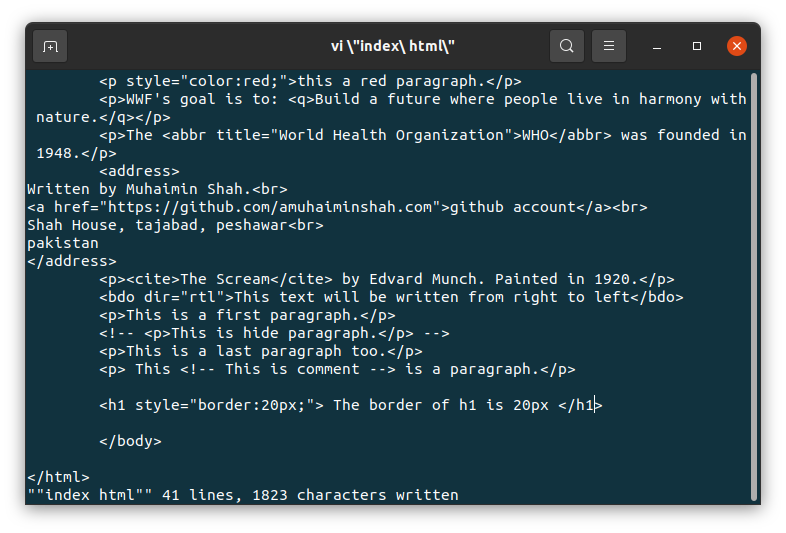 vi \"index\ html\"
<p style="color:red;">this a red paragraph.</p>
<p>WWF's goal is to: <q>Build a future where people live in harmony with
nature.</q></p>
<p>The <abbr title="World Health Organization">WHO</abbr> was founded in
1948.</p>
<address>
Written by Muhaimin Shah.<br>
<a href="https://github.com/amuhaiminshah.com">github account</a><br>
Shah House, tajabad, peshawar<br>
pakistan
</address>
<p><cite>The Scream</cite> by Edvard Munch. Painted in 1920.</p>
<bdo dir="rtl">This text will be written from right to left</bdo>
<p>This is a first paragraph.</p>
<!-- <p>This is hide paragraph.</p> -->
<p>This is a last paragraph too.</p>
<p> This <!-- This is comment --> is a paragraph.</p>
<h1 style="border:20px;"> The border of h1 is 20px </h1>
</body>
</html>
""index html"" 41 lines, 1823 characters written